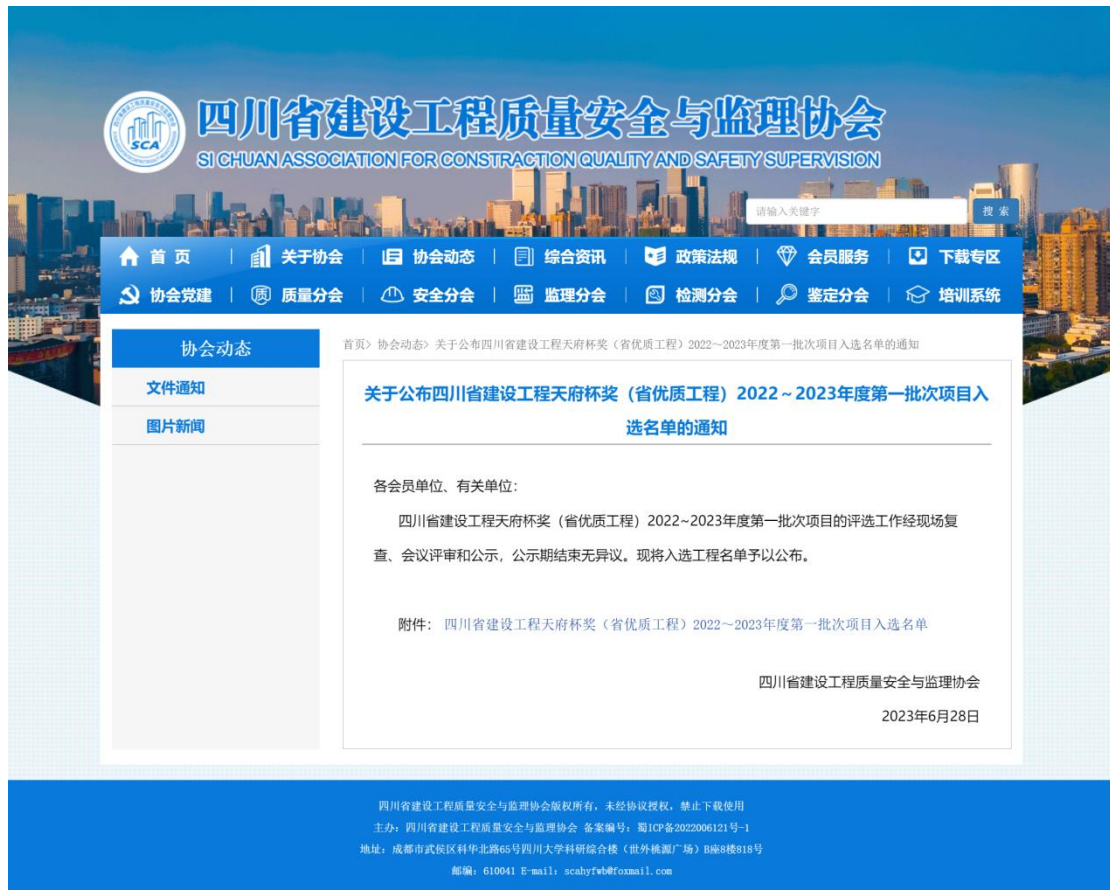 四川省建设工程质量安全与监理协会
SCA
SI CHUAN ASSOCIATION FOR CONSTRACTION QUALITY AND SAFETY SUPERVISION
请输入关键字
搜 索
首 页 | 关于协会 | 协会动态 | 综合资讯 | 政策法规 | 会员服务 | 下载专区
协会党建 | 质 质量分会 | 安全分会 | 监 监理分会 | 检测分会 | 鉴定分会 | 培训系统
协会动态
文件通知
图片新闻
首页> 协会动态> 关于公布四川省建设工程天府杯奖（省优质工程）2022～2023年度第一批次项目入选名单的通知
关于公布四川省建设工程天府杯奖（省优质工程）2022～2023年度第一批次项目入
选名单的通知
各会员单位、有关单位：
四川省建设工程天府杯奖（省优质工程）2022~2023年度第一批次项目的评选工作经现场复
查、会议评审和公示，公示期结束无异议。现将入选工程名单予以公布。
附件： 四川省建设工程天府杯奖（省优质工程）2022～2023年度第一批次项目入选名单
四川省建设工程质量安全与监理协会
2023年6月28日
四川省建设工程质量安全与监理协会版权所有，未经协议授权，禁止下载使用
主办：四川省建设工程质量安全与监理协会 备案编号：蜀ICP备2022006121号-1
地址：成都市武侯区科华北路65号四川大学科研综合楼（世外桃源广场）B座8楼818号
邮编：610041 E-mail：scahyfwb@foxmail.com